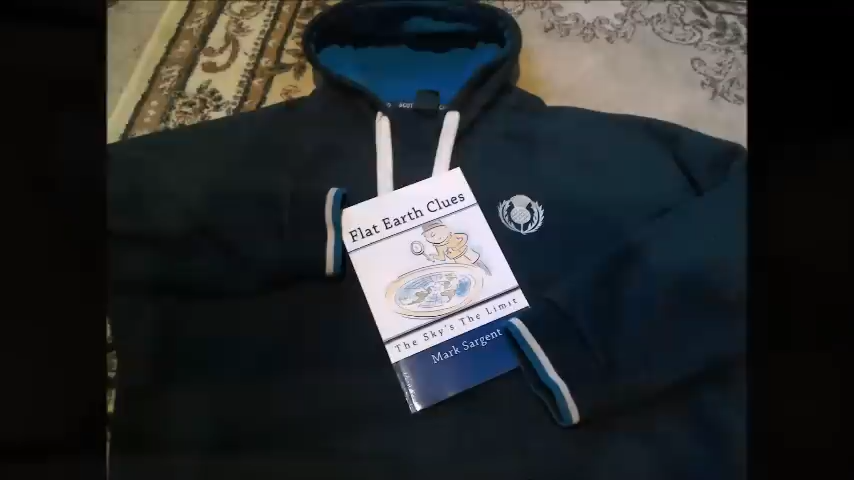 Flat Earth Clues
The Sky's The Limit
Mark Sargent